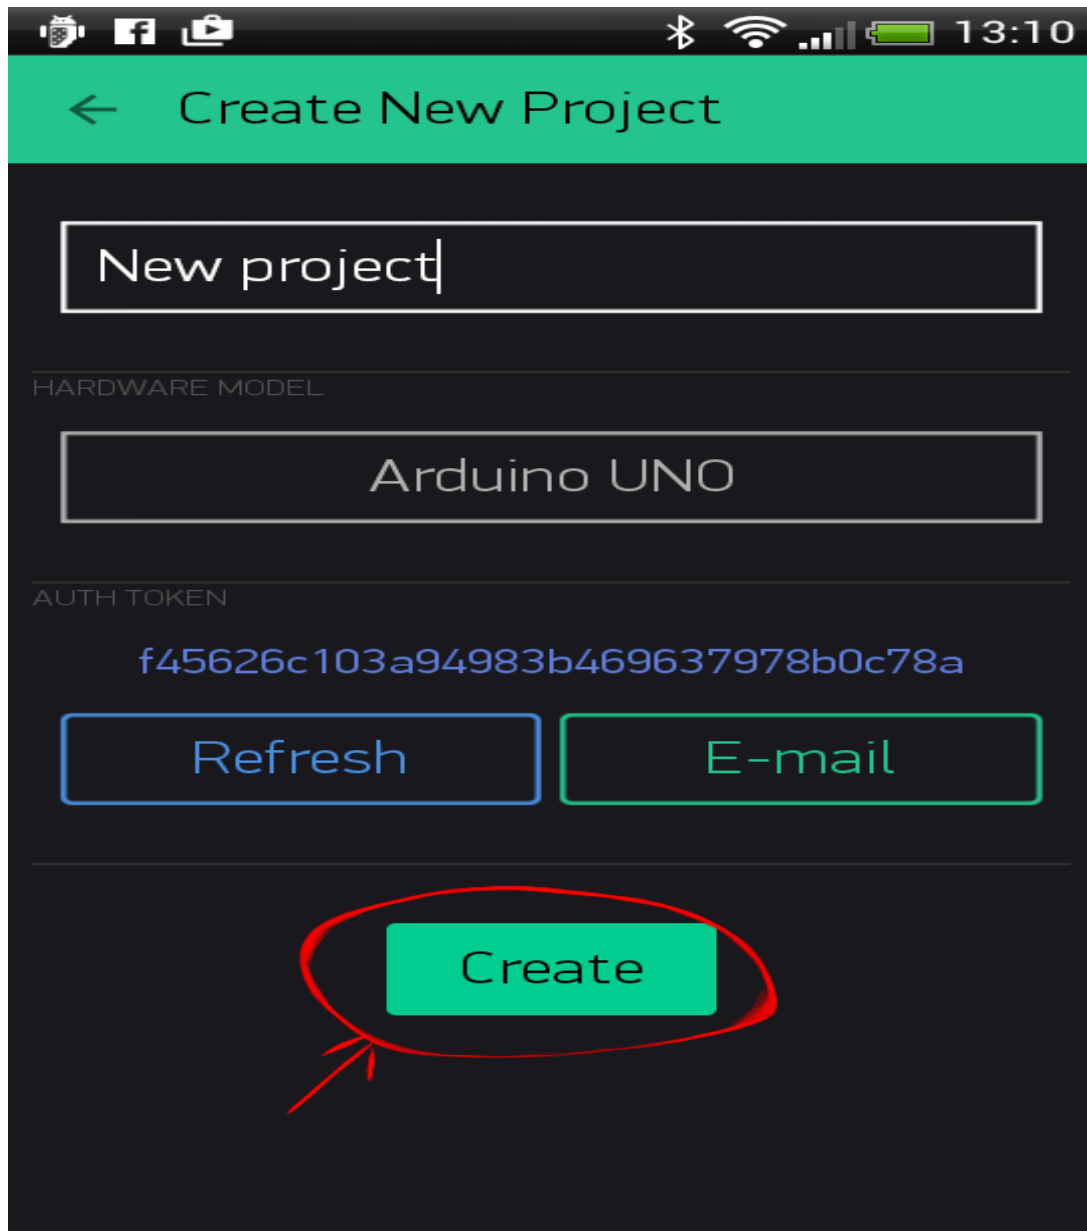 13:10
Create New Project
New project
HARDWARE MODEL
Arduino UNO
AUTH TOKEN
f45626c103a94983b469637978b0c78a
Refresh E-mail
Create